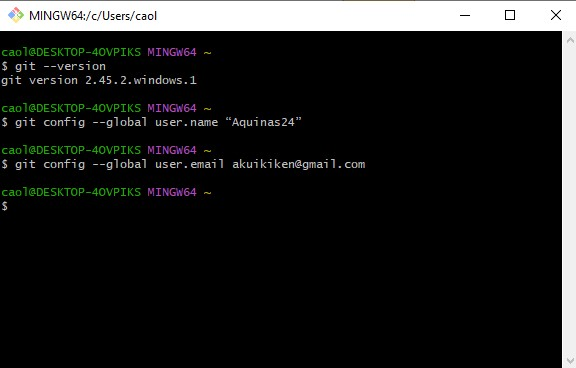 MINGW64:/c/Users/caol
caol@DESKTOP-4OVPIKS MINGW64 ~
$ git --version
git version 2.45.2.windows.1
caol@DESKTOP-4OVPIKS MINGW64 ~
$ git config --global user.name “Aquinas24”
caol@DESKTOP-4OVPIKS MINGW64 ~
$ git config --global user.email akuikiken@gmail.com
caol@DESKTOP-4OVPIKS MINGW64 ~
$